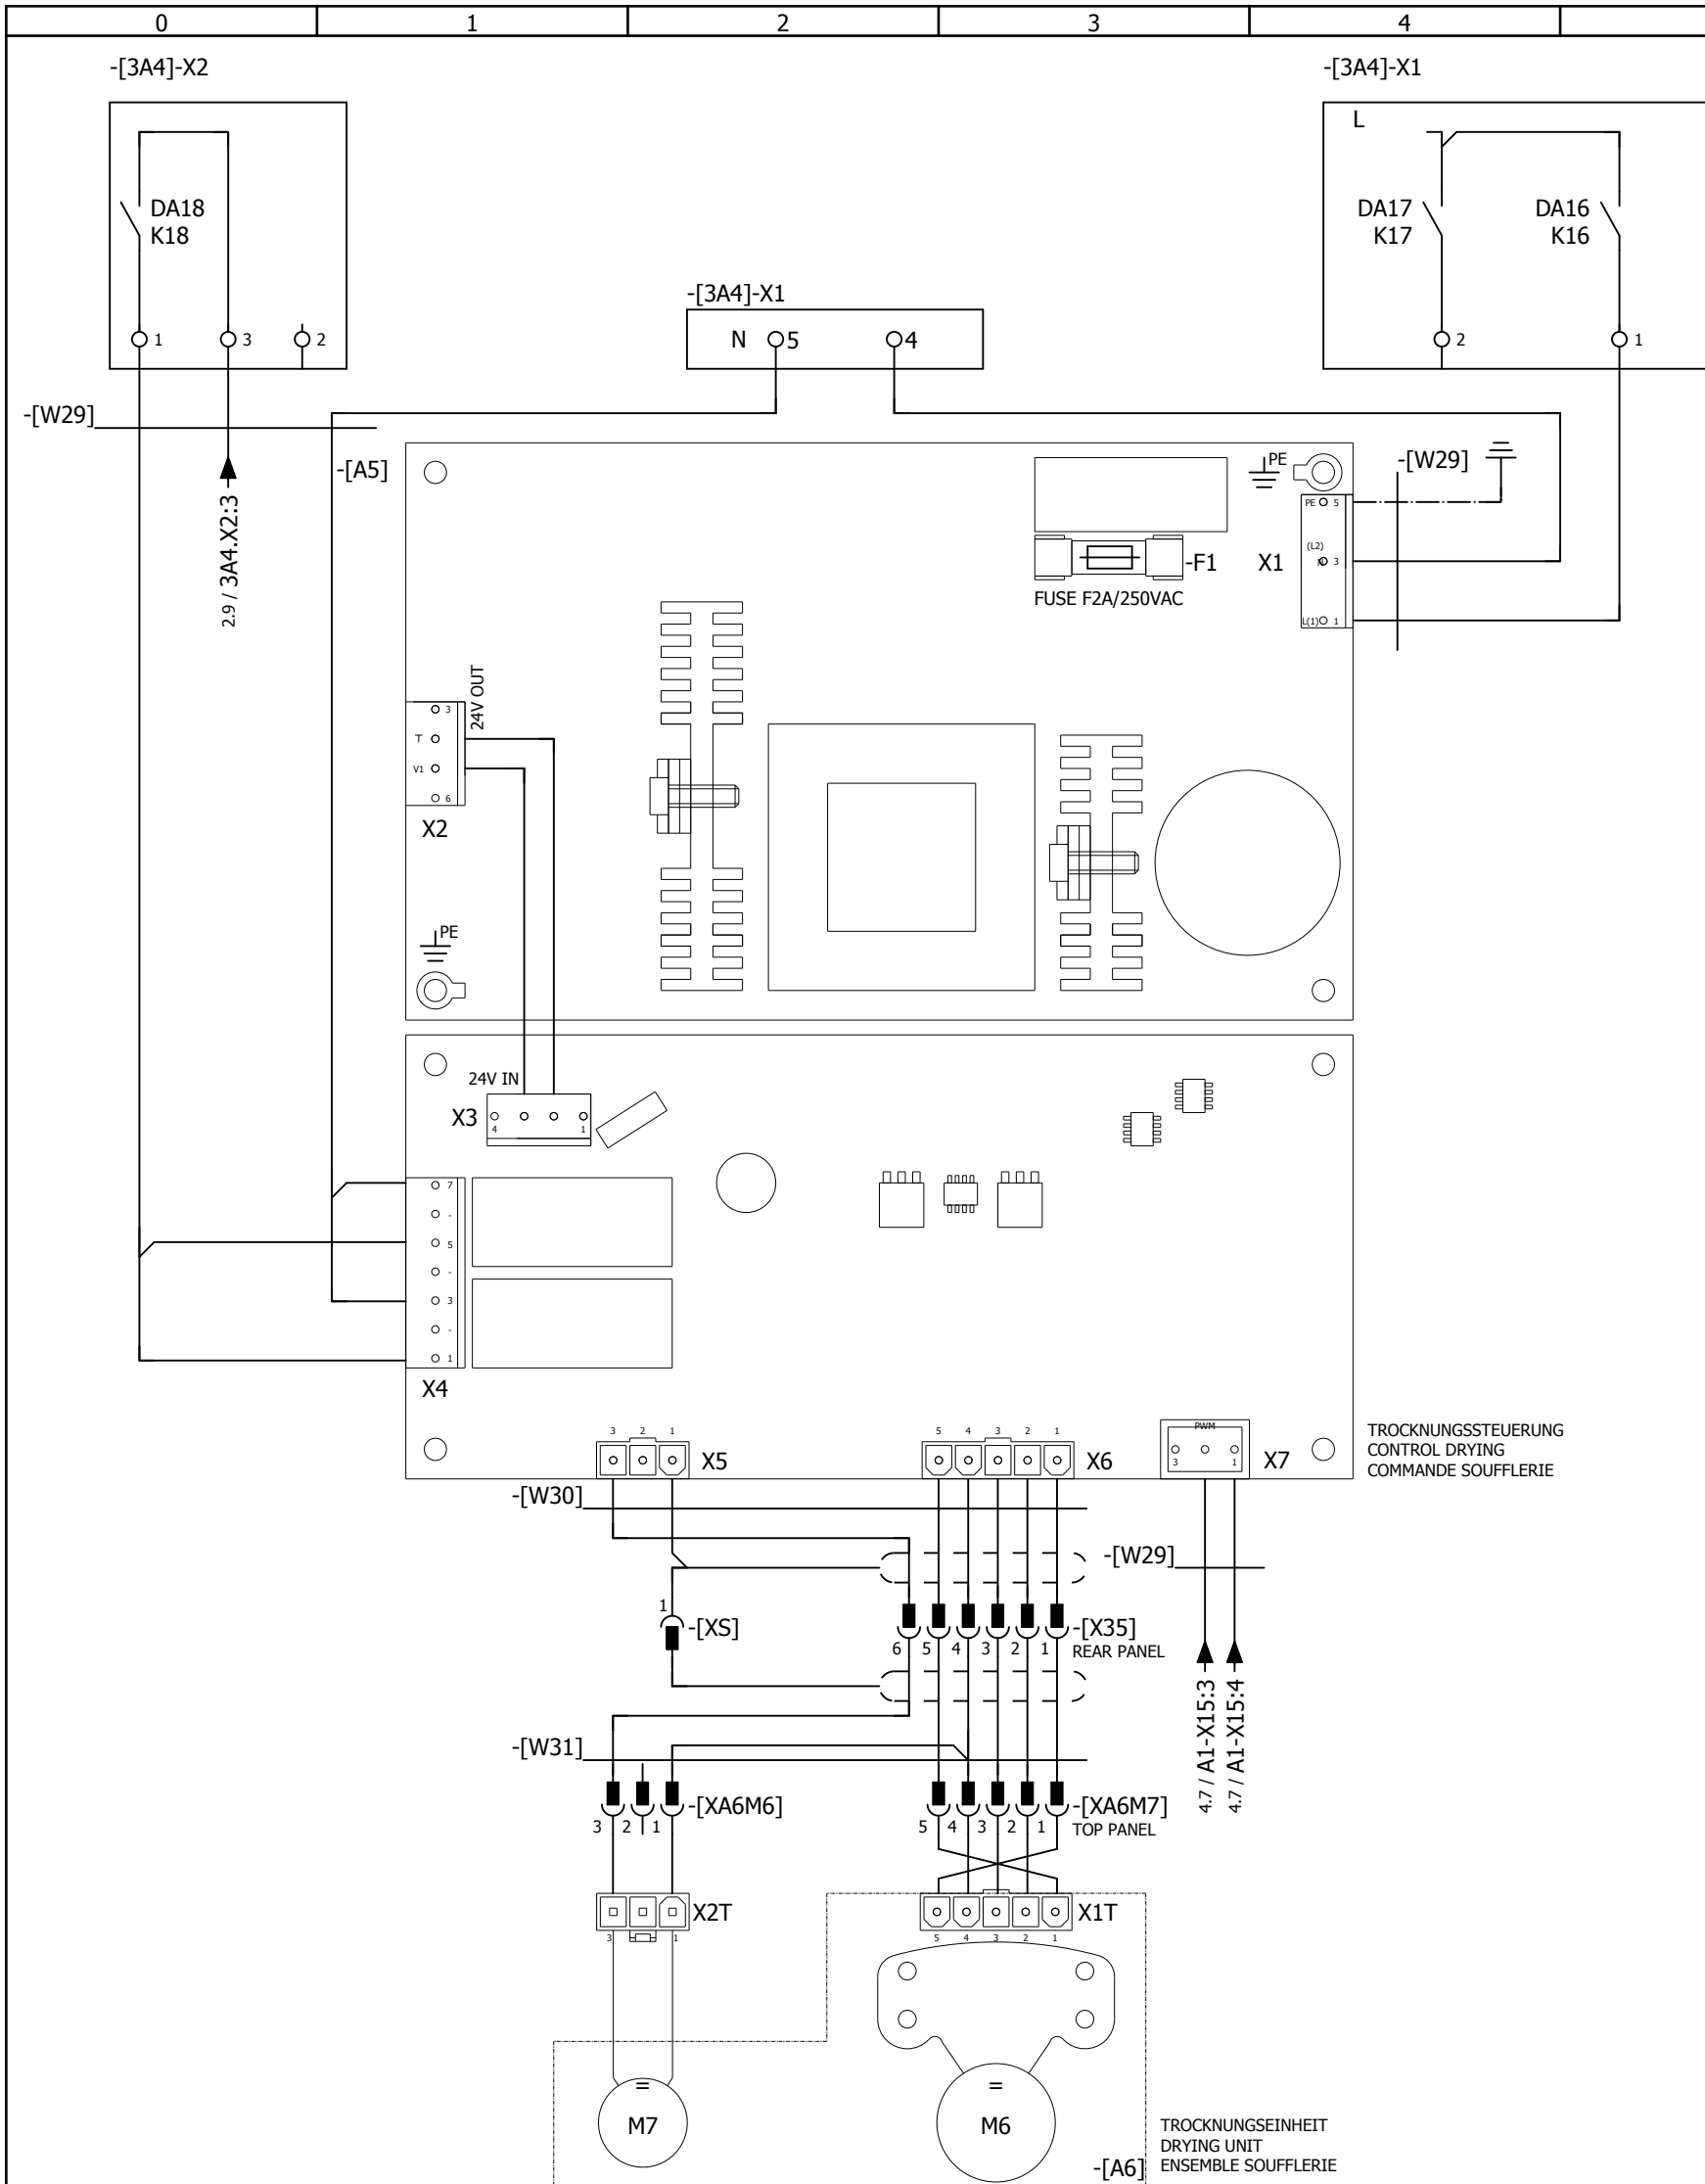 0 1 2 3 4
-[3A4]-X2
-[3A4]-X1
L
DA18
K18
DA17
K17
DA16
K16
1 3 2
-[3A4]-X1
N 5 4
2 1
-[W29]
2.9 / 3A4.X2:3
-[A5]
PE
-[W29]
PE 5
(L2)
N 3
L(1) 1
X1
-F1
FUSE F2A/250VAC
24V OUT
3
T
V1
6
X2
PE
24V IN
X3
4 1
7
-
5
-
3
-
1
X4
3 2 1
X5
5 4 3 2 1
X6
PWM
3 1
X7
TROCKNUNGSSTEUERUNG
CONTROL DRYING
COMMANDE SOUFFLERIE
-[W30]
-[W29]
1
-[XS]
6 5 4 3 2 1
-[X35]
REAR PANEL
4.7 / A1-X15:3
4.7 / A1-X15:4
-[W31]
3 2 1
-[XA6M6]
5 4 3 2 1
-[XA6M7]
TOP PANEL
X2T
3 1
X1T
5 4 3 2 1
=
M7
=
M6
-[A6]
TROCKNUNGSEINHEIT
DRYING UNIT
ENSEMBLE SOUFFLERIE